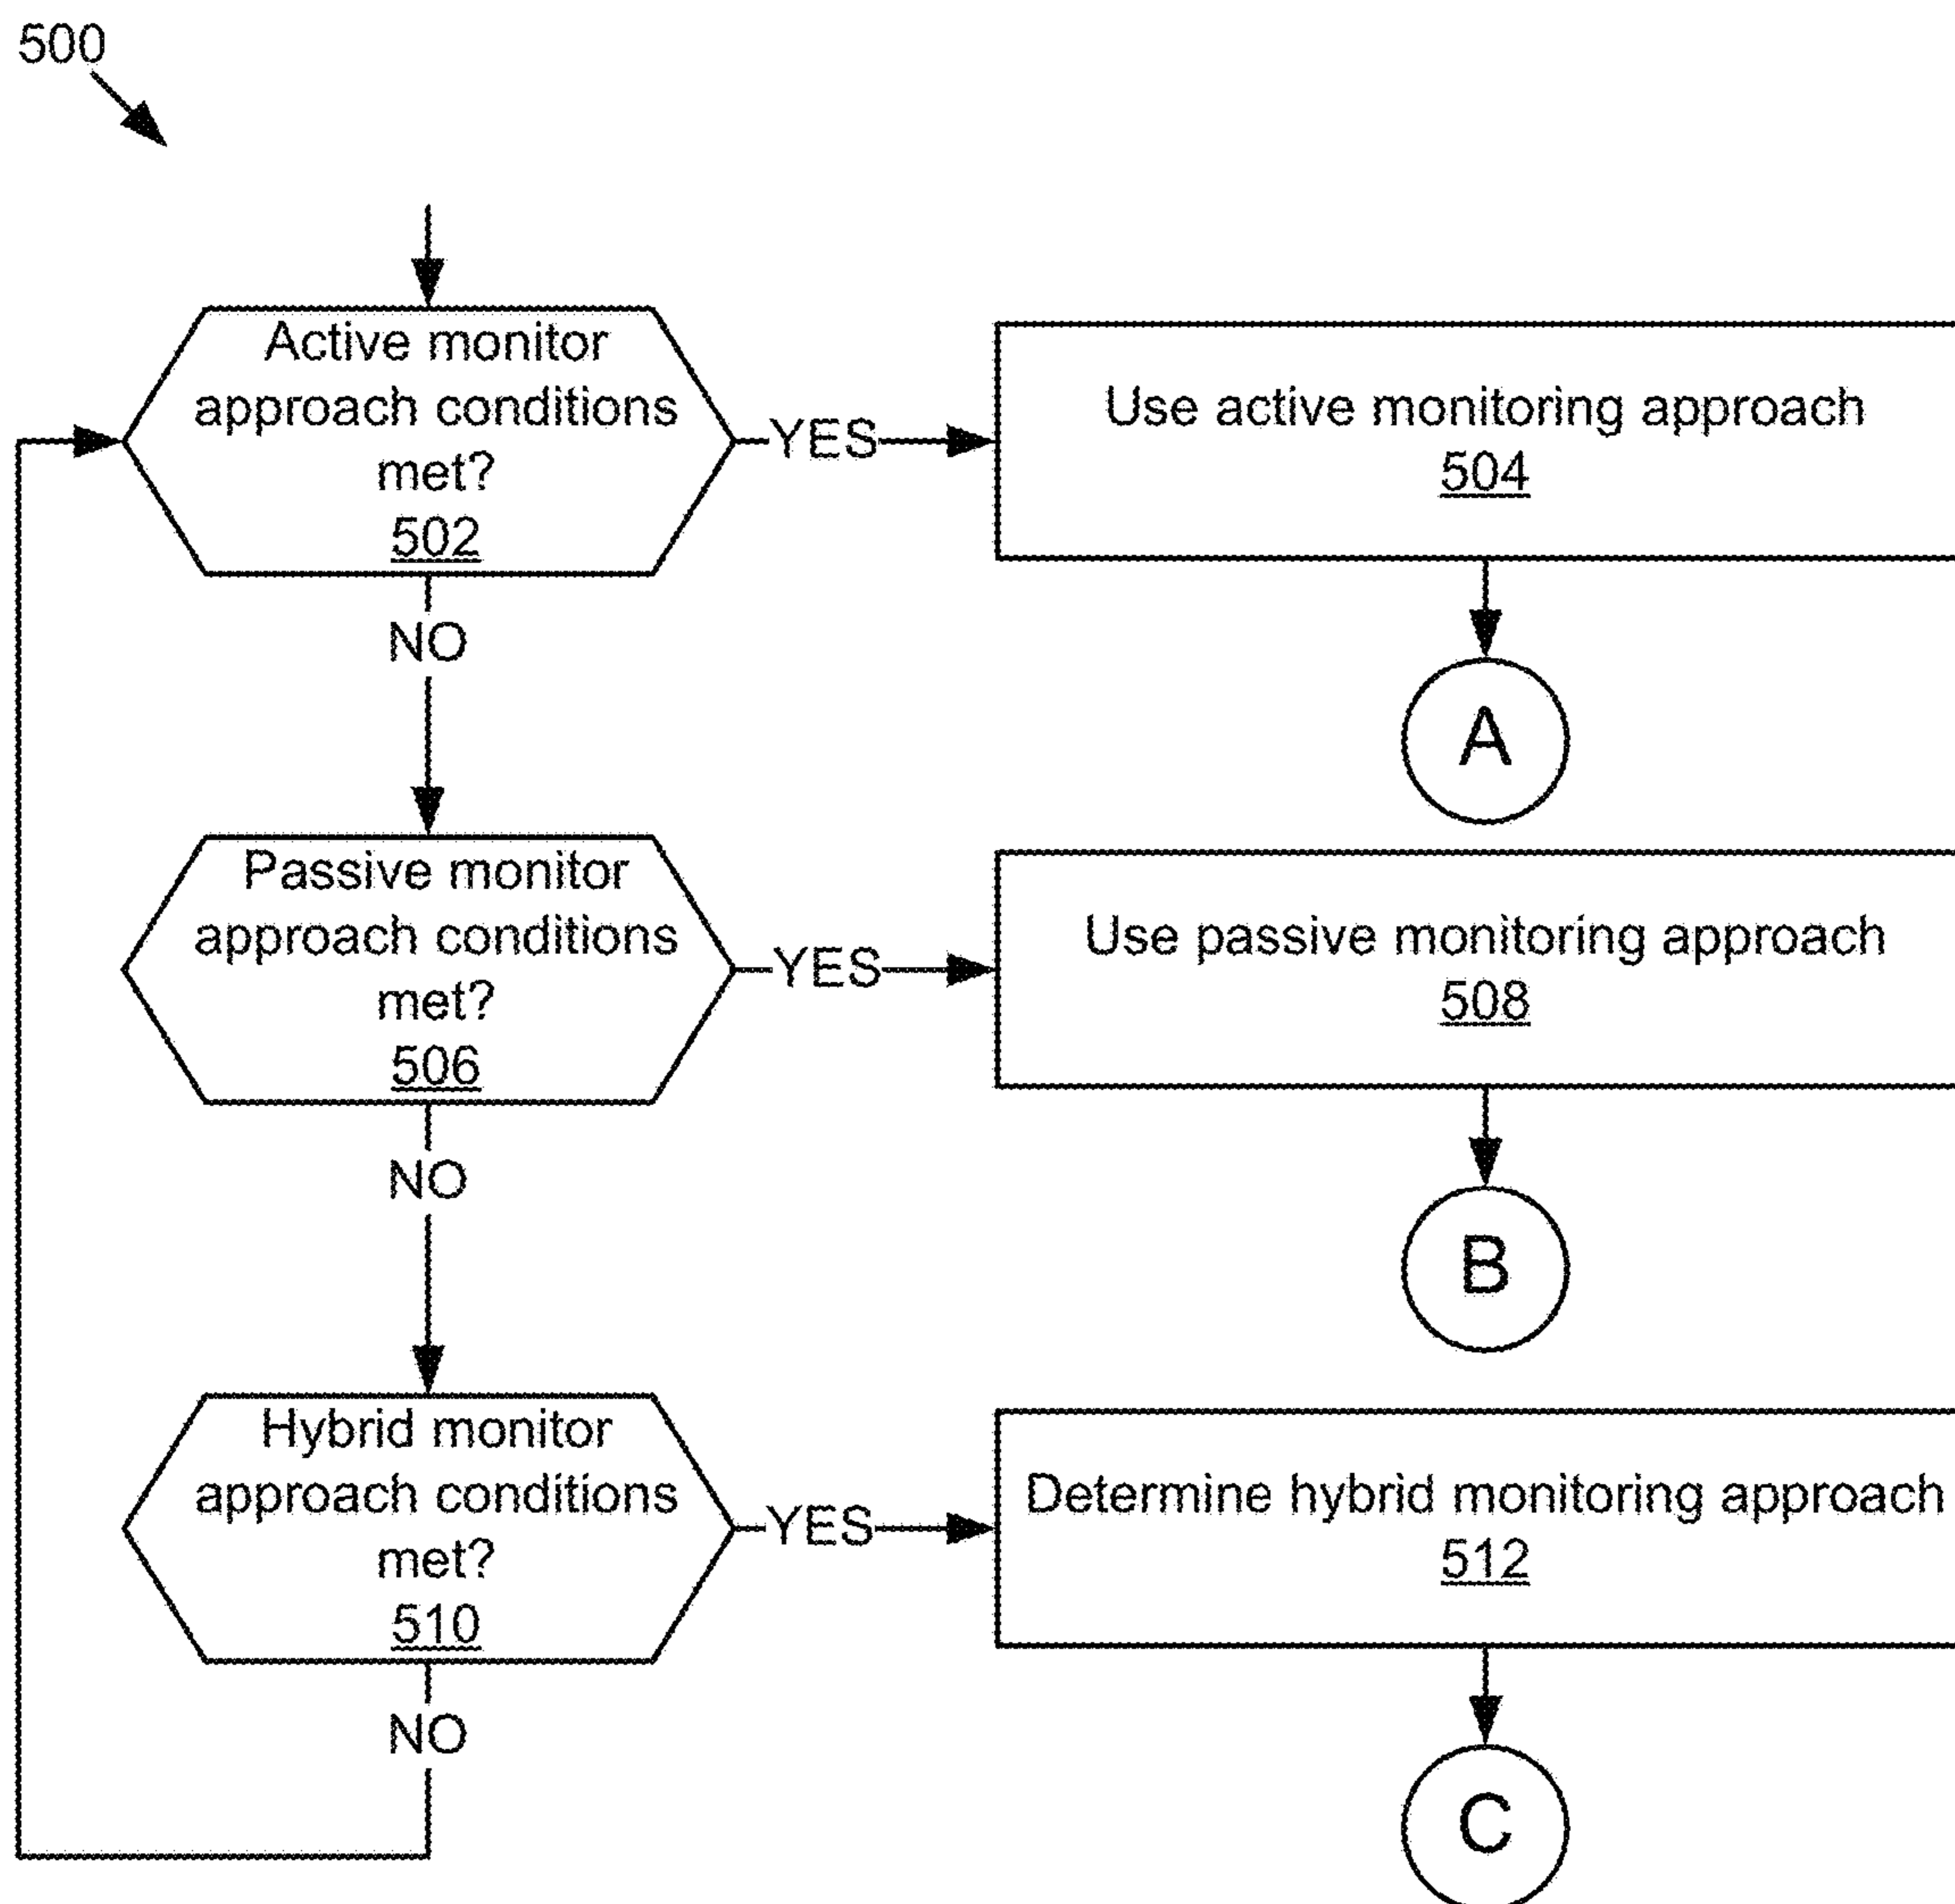 500
Active monitor
approach conditions
met?
502
YES
Use active monitoring approach
504
NO
A
Passive monitor
approach conditions
met?
506
YES
Use passive monitoring approach
508
NO
B
Hybrid monitor
approach conditions
met?
510
YES
Determine hybrid monitoring approach
512
NO
C